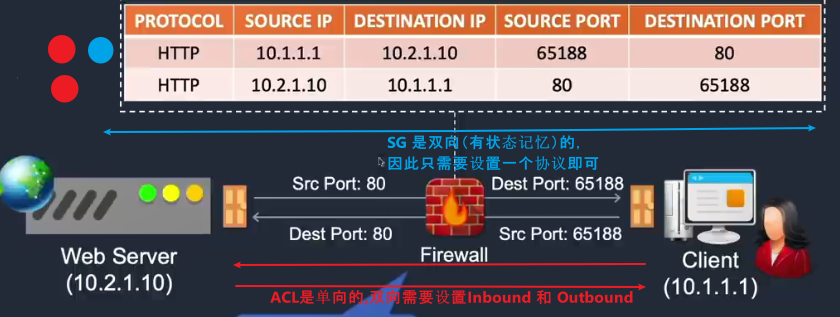 PROTOCOL SOURCE IP DESTINATION IP SOURCE PORT DESTINATION PORT
HTTP 10.1.1.1 10.2.1.10 65188 80
HTTP 10.2.1.10 10.1.1.1 80 65188
SG 是双向(有状态记忆)的,
因此只需要设置一个协议即可
Src Port: 80 Dest Port: 65188
Dest Port: 80 Src Port: 65188
Firewall
Web Server
(10.2.1.10)
Client
(10.1.1.1)
ACL是单向的,双向需要设置Inbound 和 Outbound